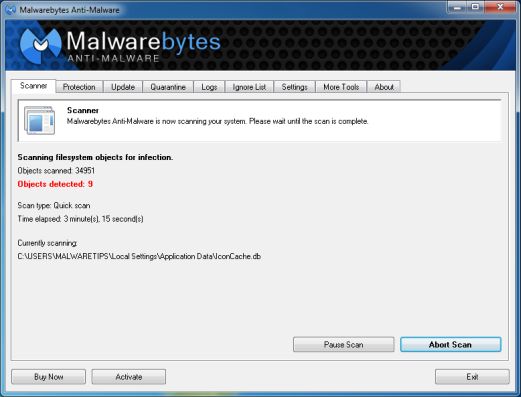 Malwarebytes Anti-Malware
Malwarebytes
ANTI-MALWARE
Scanner Protection Update Quarantine Logs Ignore List Settings More Tools About
Scanner
Malwarebytes Anti-Malware is now scanning your system. Please wait until the scan is complete.
Scanning filesystem objects for infection.
Objects scanned: 34951
Objects detected: 9
Scan type: Quick scan
Time elapsed: 3 minute(s), 15 second(s)
Currently scanning:
C:\USERS\MALWARETIPS\Local Settings\Application Data\IconCache.db
Pause Scan Abort Scan
Buy Now Activate Exit